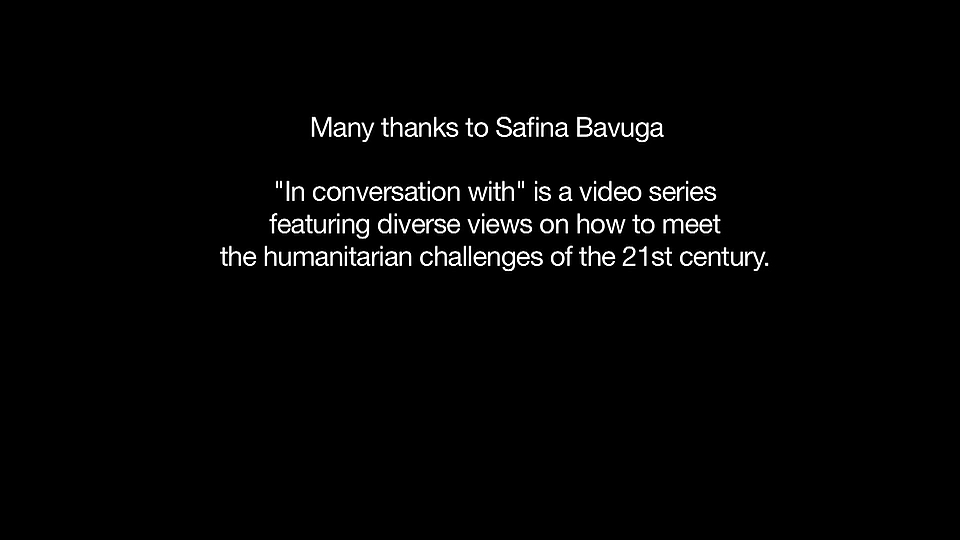 Many thanks to Safina Bavuga
"In conversation with" is a video series
featuring diverse views on how to meet
the humanitarian challenges of the 21st century.